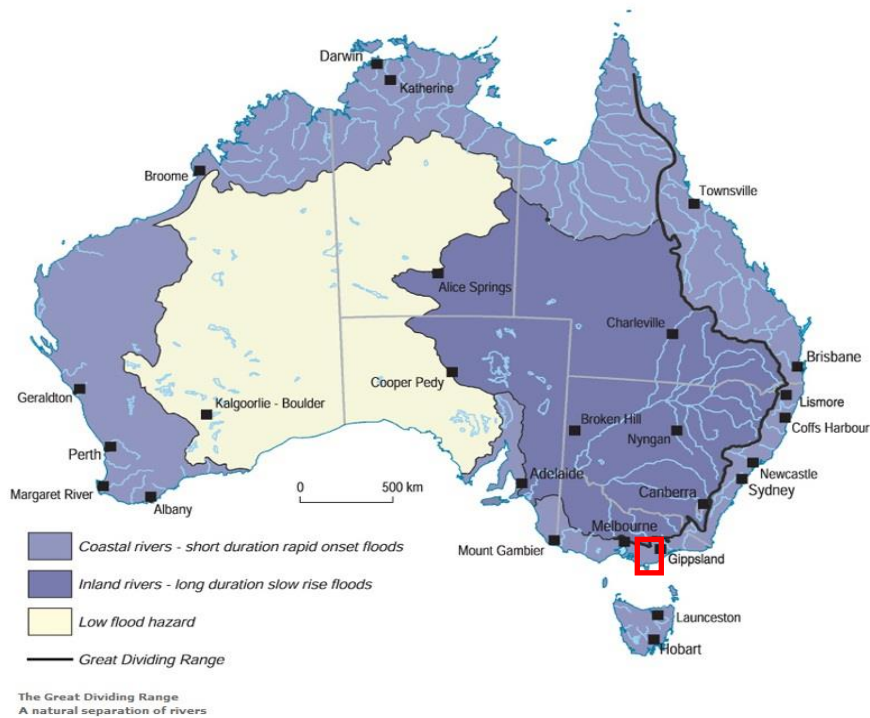 Darwin
Katherine
Broome
Townsville
Alice Springs
Charleville
Brisbane
Cooper Pedy
Geraldton
Kalgoorlie - Boulder
Lismore
Broken Hill
Coffs Harbour
Nyngan
Perth
Adelaide
Newcastle
Margaret River
0
500 km
Canberra
Sydney
Albany
Melbourne
Coastal rivers - short duration rapid onset floods
Mount Gambier
Gippsland
Inland rivers - long duration slow rise floods
Low flood hazard
Launceston
Hobart
Great Dividing Range
The Great Dividing Range
A natural separation of rivers